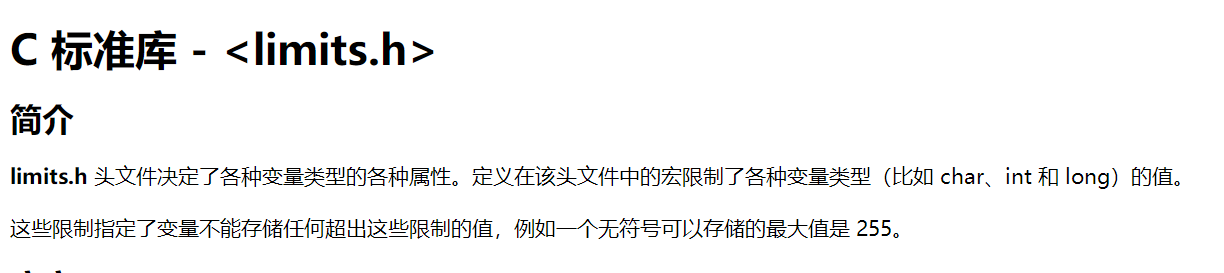 C 标准库 - <limits.h>
简介
limits.h 头文件决定了各种变量类型的各种属性。定义在该头文件中的宏限制了各种变量类型（比如 char、int 和 long）的值。
这些限制指定了变量不能存储任何超出这些限制的值，例如一个无符号可以存储的最大值是 255。